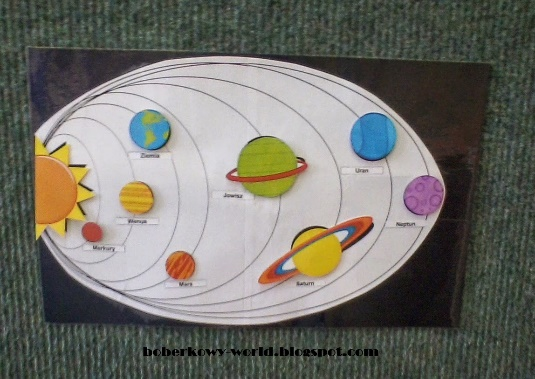 Ziemia
Uran
Wenus
Jowisz
Neptun
Merkury
Mars
Saturn
boberkowy-world.blogspot.com